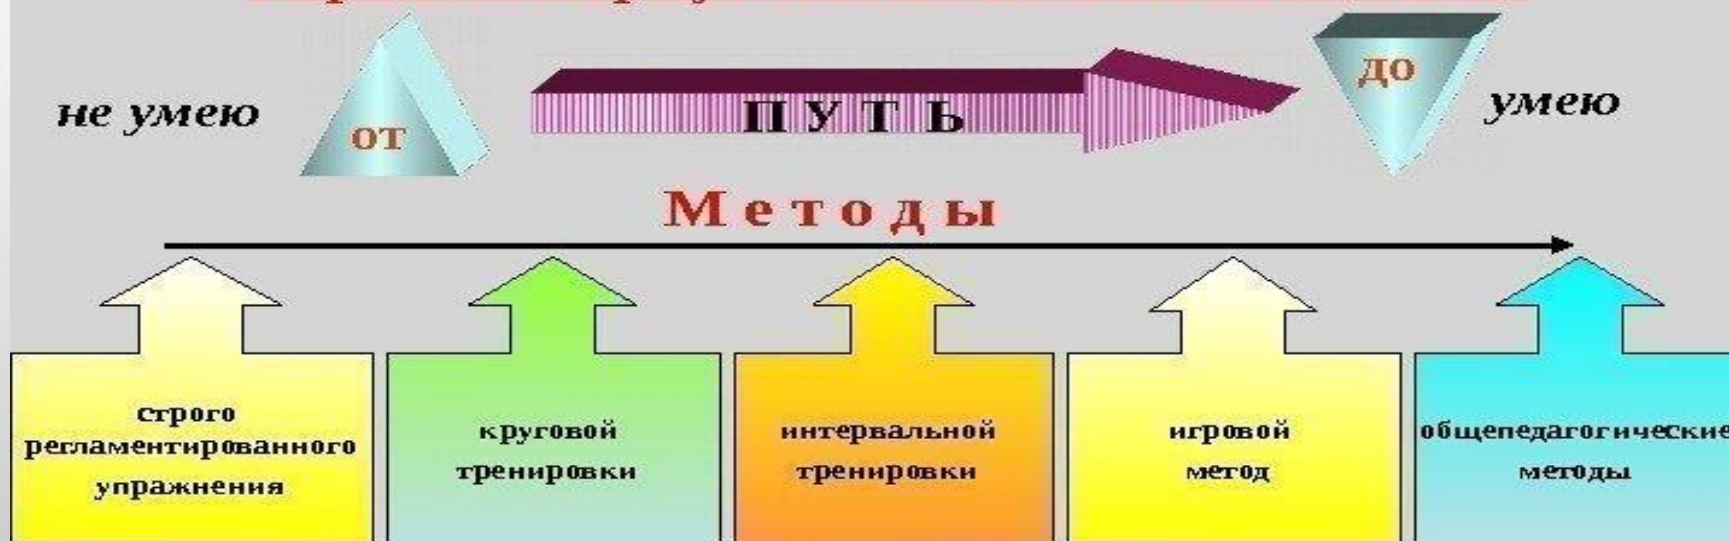 не умею
от
ПУТЬ
до
умею
Методы
строго
регламентированного
упражнения
круговой
тренировки
интервальной
тренировки
игровой
метод
общепедагогические
методы